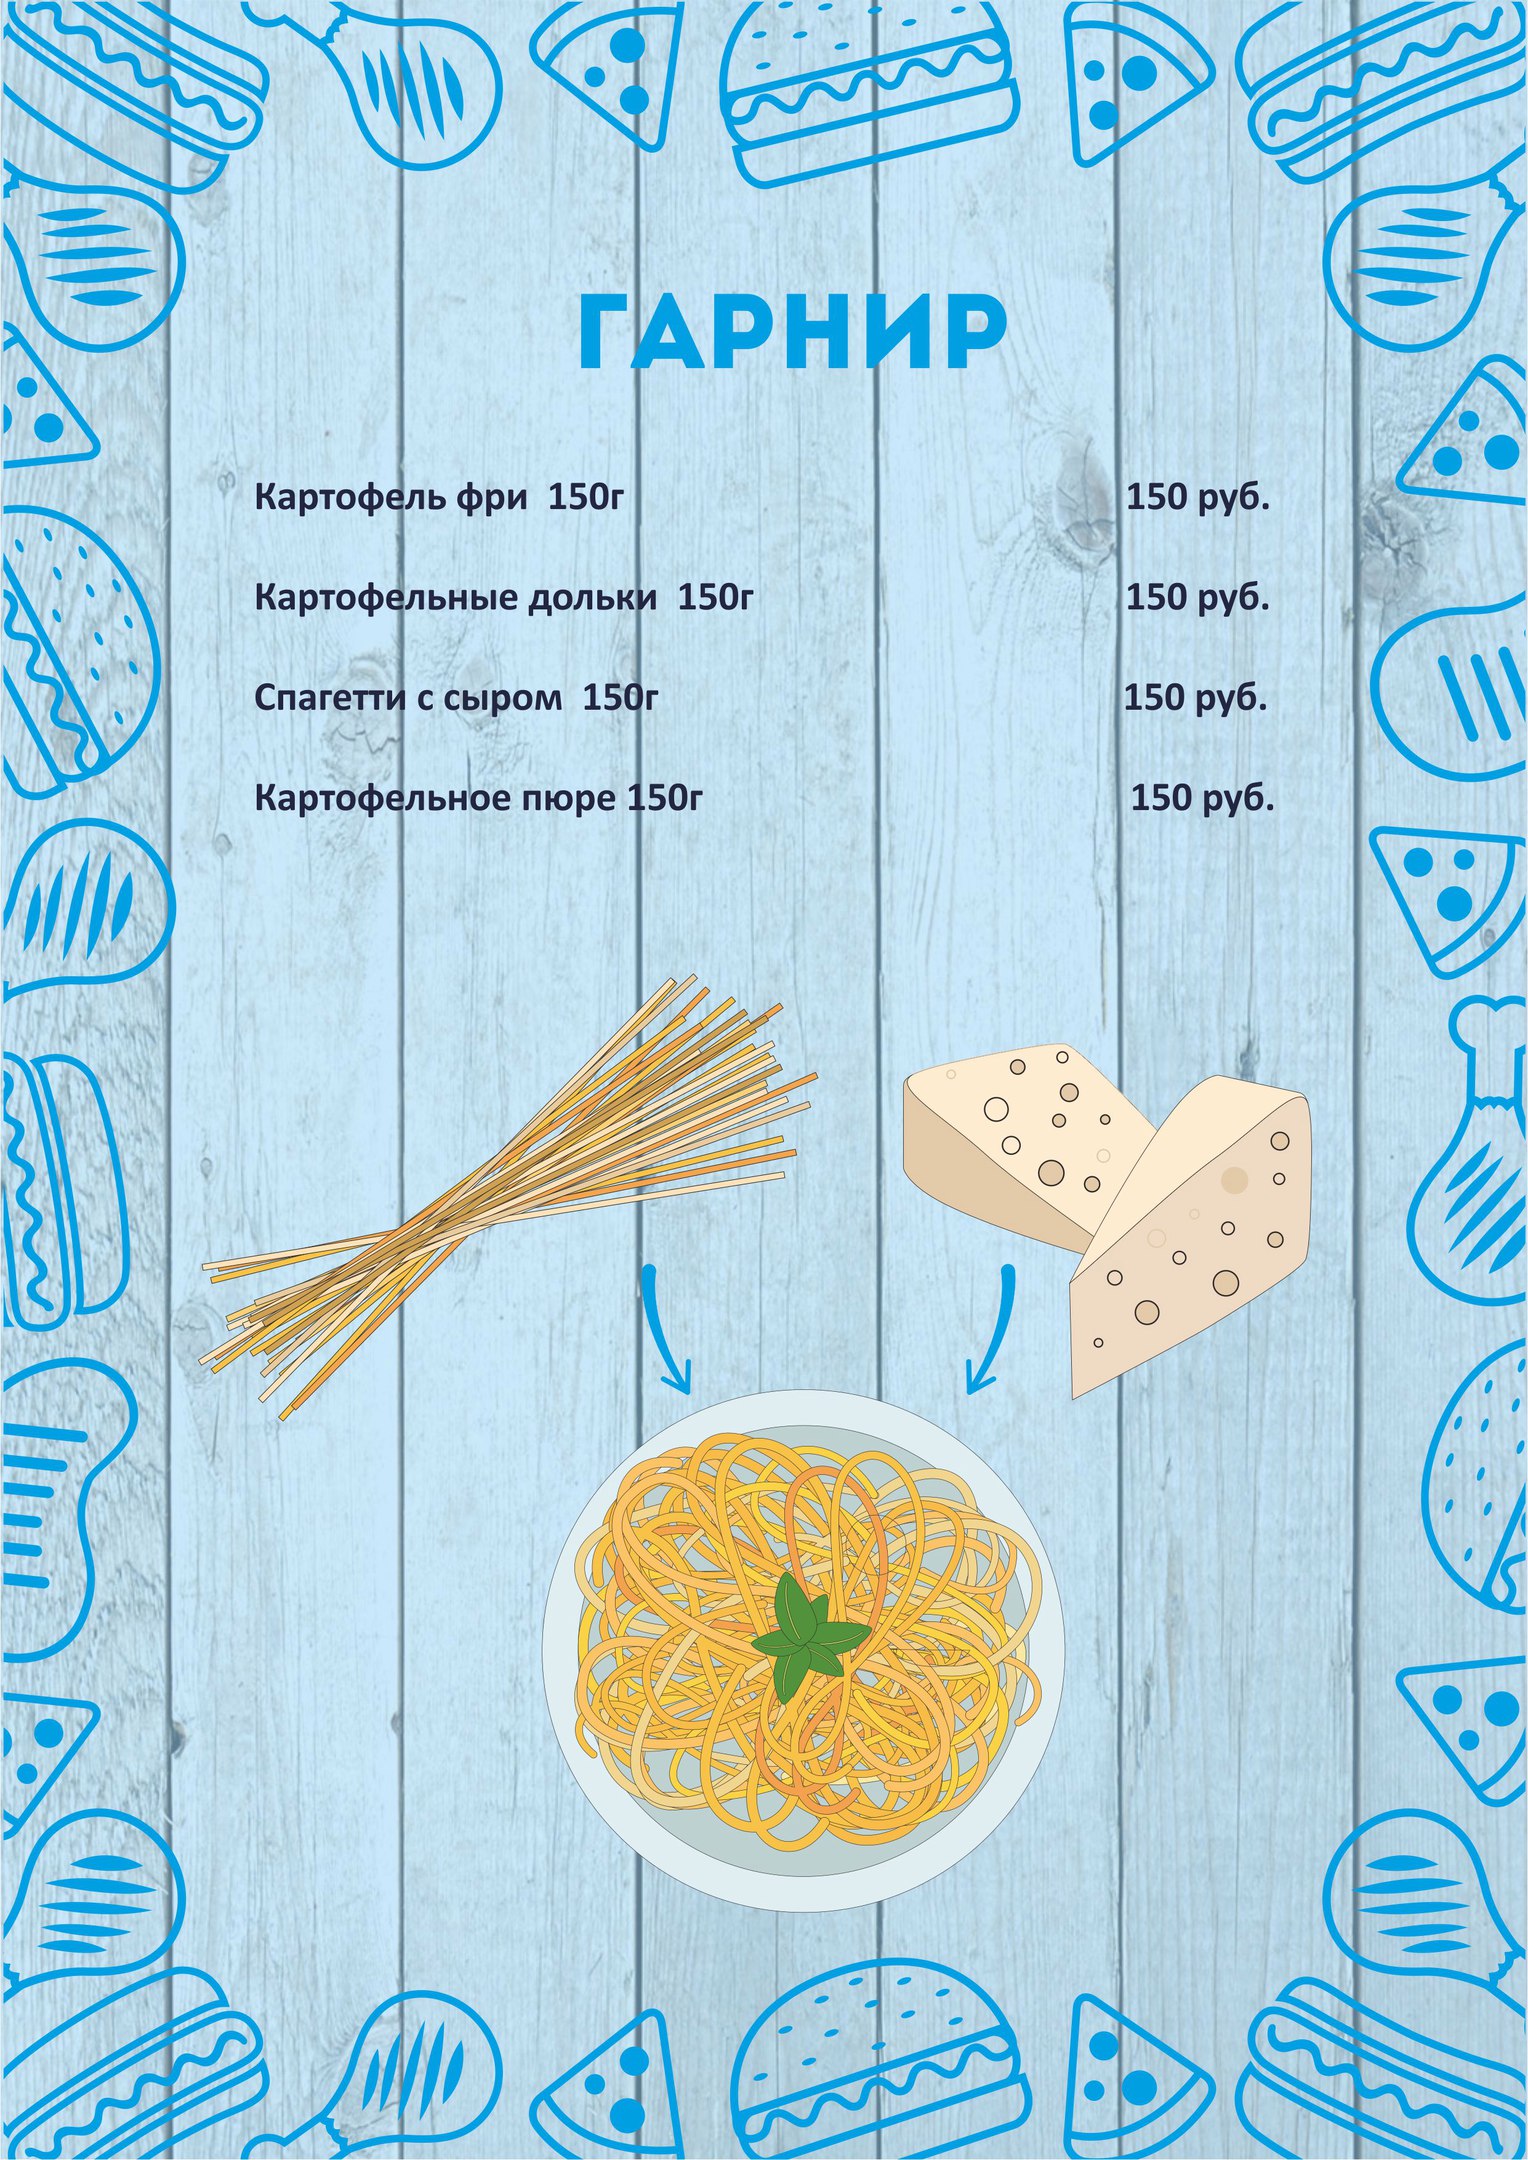 ГАРНИР
Картофель фри 150г 150 руб.
Картофельные дольки 150г 150 руб.
Спагетти с сыром 150г 150 руб.
Картофельное пюре 150г 150 руб.